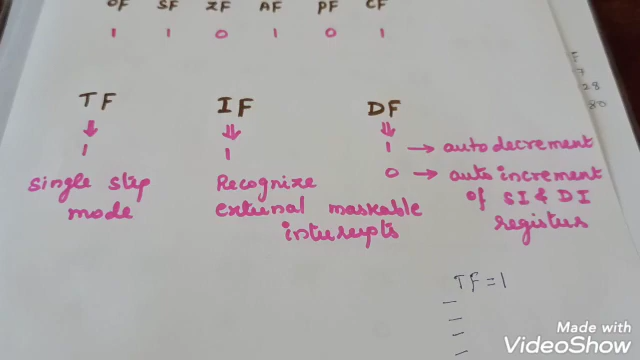 OF SF ZF AF PF CF
1 1 0 1 0 1
TF IF DF
1 1 1 → auto decrement
0 → auto increment
single step Recognize of SI & DI
mode external maskable registers
interrupts
28
80
TF=1
Made with
VideoShow